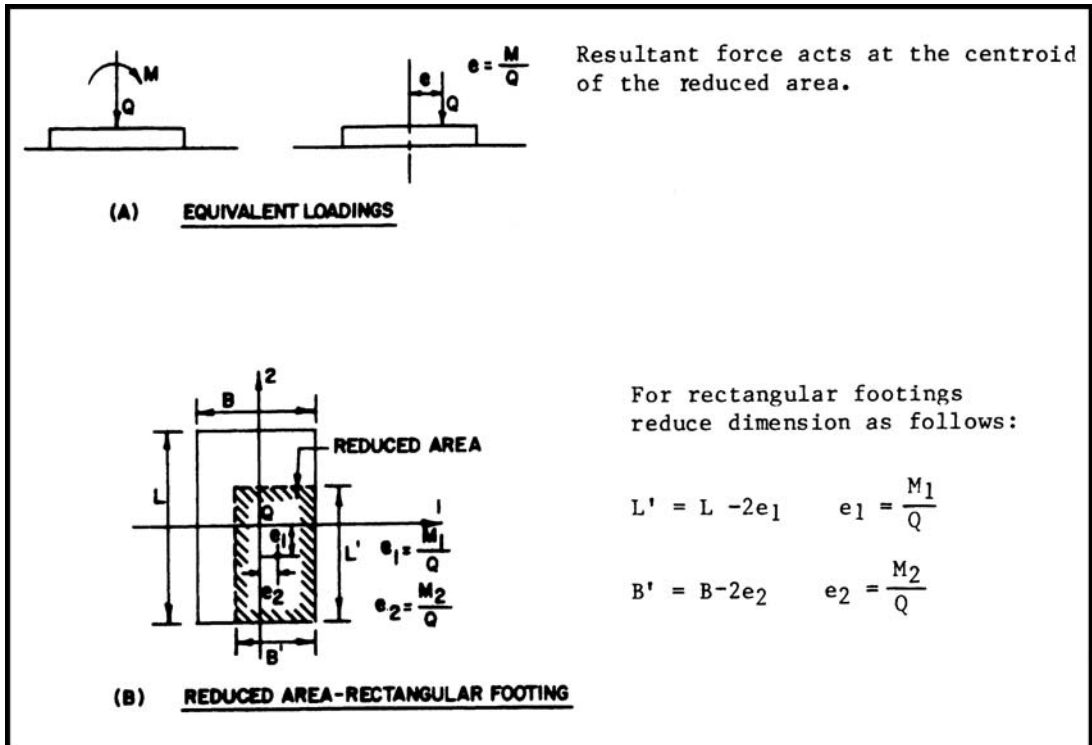 M
Q
e
Q
e = M/Q
Resultant force acts at the centroid
of the reduced area.
(A) EQUIVALENT LOADINGS
2
B
REDUCED AREA
L
Q
1
e₁
L'
e₁ = M₁/Q
e₂
e₂ = M₂/Q
B'
For rectangular footings
reduce dimension as follows:
L' = L -2e₁ e₁ = M₁/Q
B' = B-2e₂ e₂ = M₂/Q
(B) REDUCED AREA-RECTANGULAR FOOTING